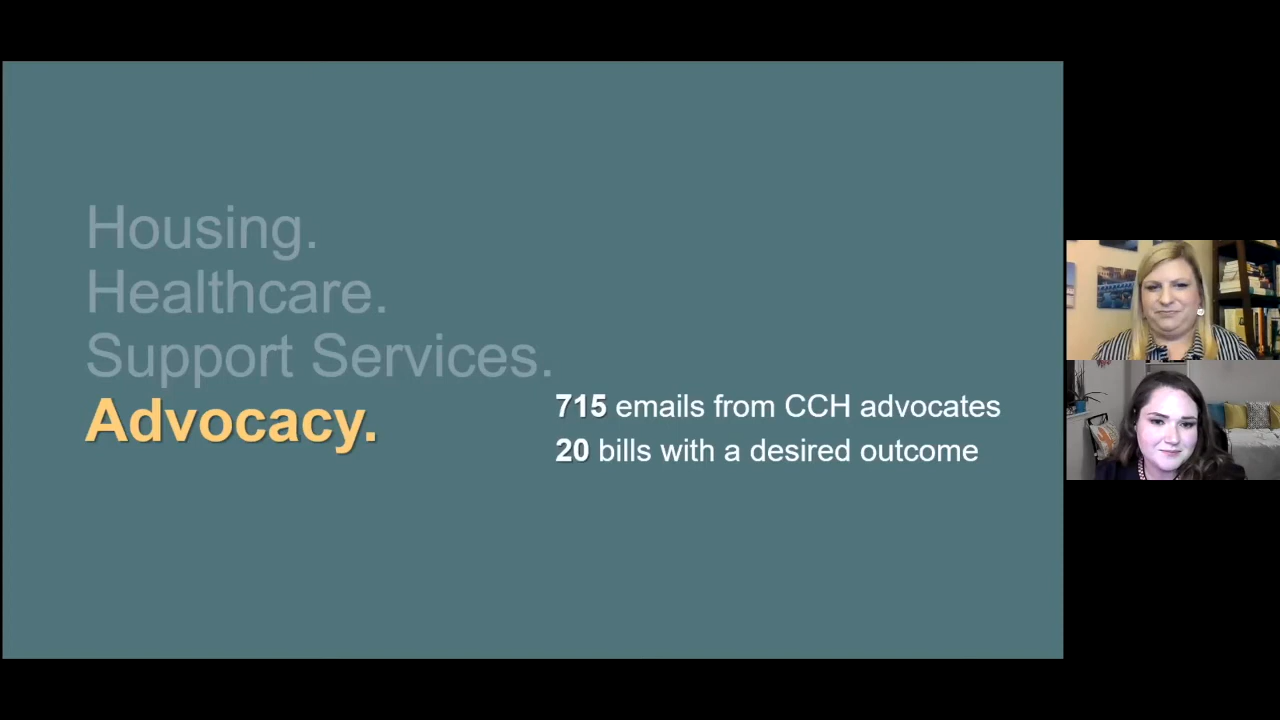 Housing.
Healthcare.
Support Services.
Advocacy.
715 emails from CCH advocates
20 bills with a desired outcome